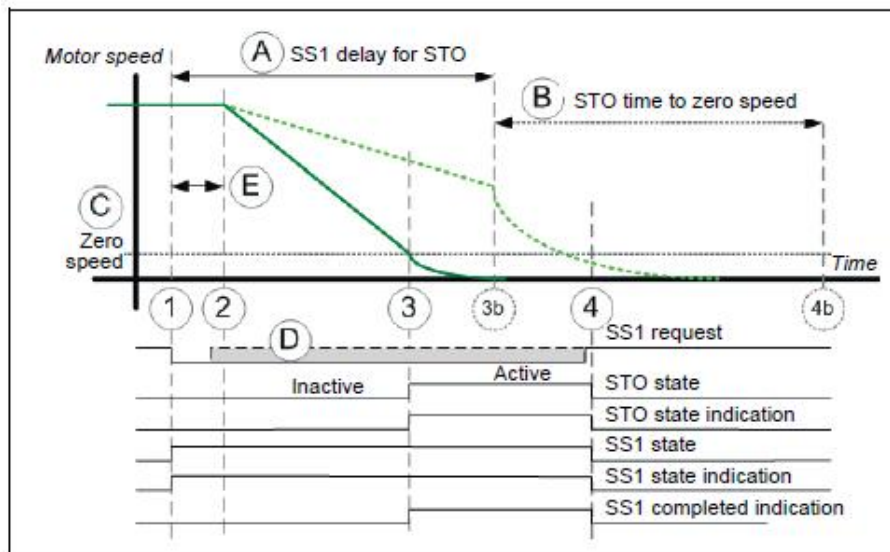 Motor speed
A SS1 delay for STO
B STO time to zero speed
E
C
Zero
speed
Time
1 2 3 3b 4 4b
SS1 request
D
Inactive Active STO state
STO state indication
SS1 state
SS1 state indication
SS1 completed indication